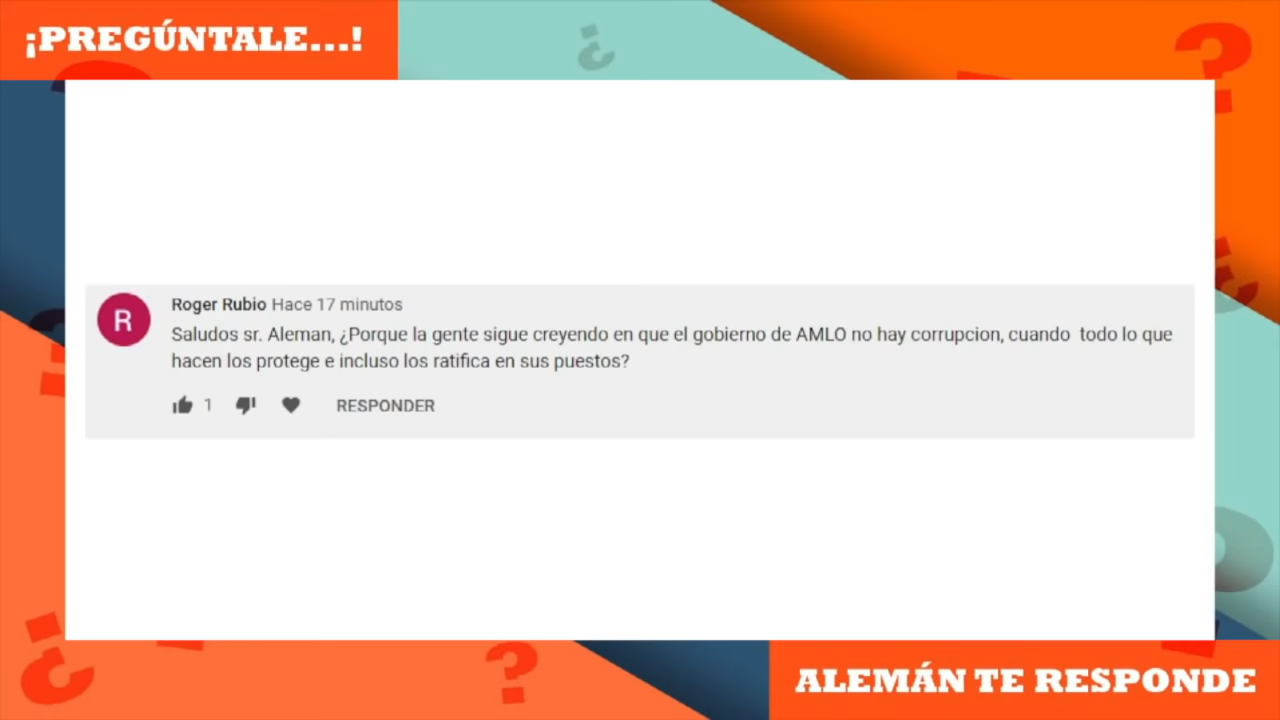 ¡PREGÚNTALE...!
R
Roger Rubio Hace 17 minutos
Saludos sr. Aleman, ¿Porque la gente sigue creyendo en que el gobierno de AMLO no hay corrupcion, cuando  todo lo que
hacen los protege e incluso los ratifica en sus puestos?
1
RESPONDER
ALEMÁN TE RESPONDE